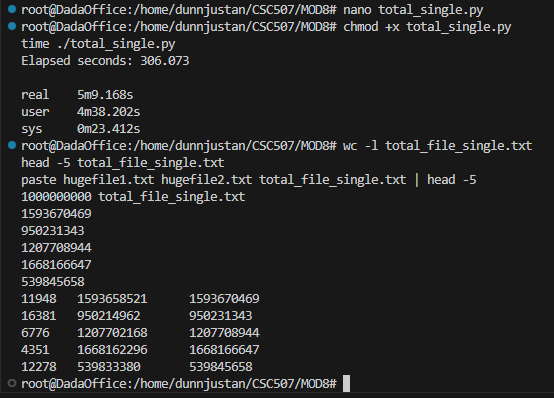 root@DadaOffice:/home/dunnjustan/CSC507/MOD8# nano total_single.py
root@DadaOffice:/home/dunnjustan/CSC507/MOD8# chmod +x total_single.py
time ./total_single.py
Elapsed seconds: 306.073
real    5m9.168s
user    4m38.202s
sys     0m23.412s
root@DadaOffice:/home/dunnjustan/CSC507/MOD8# wc -l total_file_single.txt
head -5 total_file_single.txt
paste hugefile1.txt hugefile2.txt total_file_single.txt | head -5
1000000000 total_file_single.txt
1593670469
950231343
1207708944
1668166647
539845658
11948   1593658521      1593670469
16381   950214962       950231343
6776    1207702168      1207708944
4351    1668162296      1668166647
12278   539833380       539845658
root@DadaOffice:/home/dunnjustan/CSC507/MOD8#